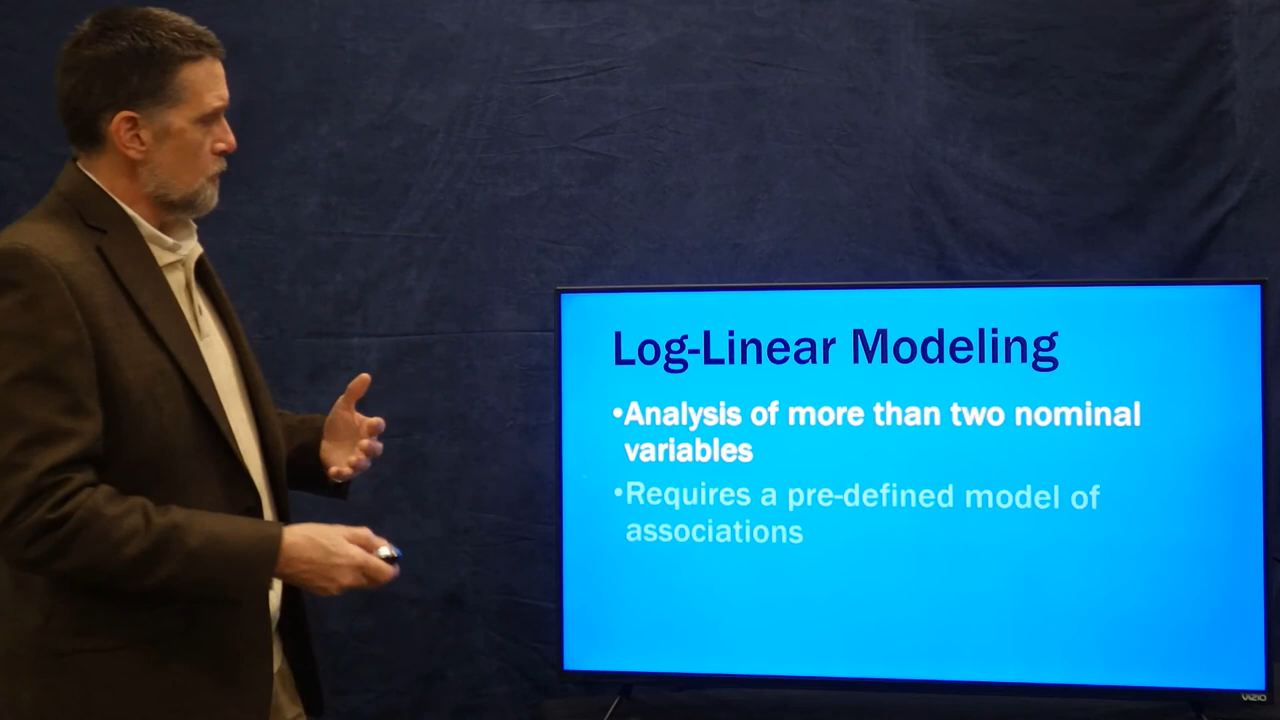 Log-Linear Modeling
•Analysis of more than two nominal
variables
•Requires a pre-defined model of
associations
VIZIO